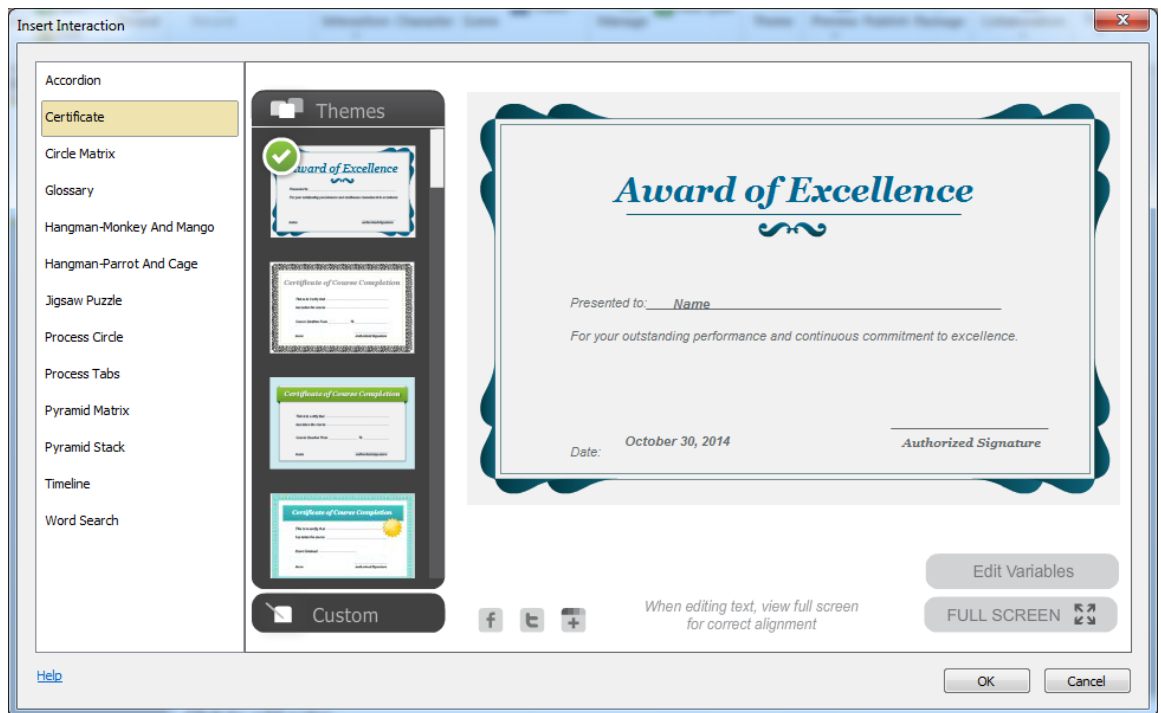 Insert Interaction
Accordion
Certificate
Circle Matrix
Glossary
Hangman-Monkey And Mango
Hangman-Parrot And Cage
Jigsaw Puzzle
Process Circle
Process Tabs
Pyramid Matrix
Pyramid Stack
Timeline
Word Search
Themes
Award of Excellence
Certificate of Course Completion
Certificate of Course Completion
Certificate of Course Completion
Custom
Award of Excellence
Presented to: Name
For your outstanding performance and continuous commitment to excellence.
Date: October 30, 2014
Authorized Signature
When editing text, view full screen
for correct alignment
Edit Variables
FULL SCREEN
Help
OK
Cancel